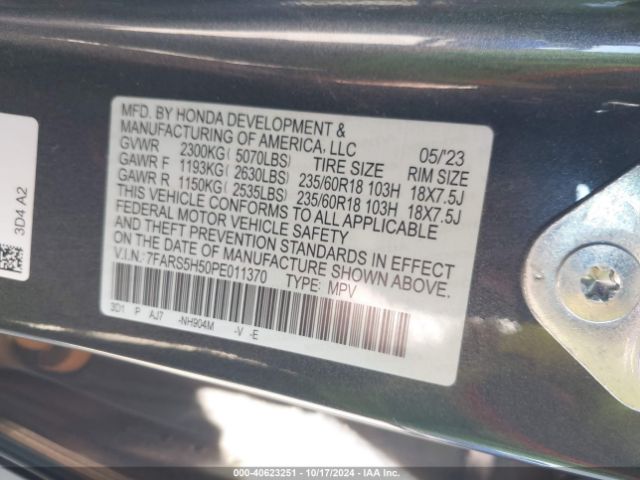 MFD. BY HONDA DEVELOPMENT &
MANUFACTURING OF AMERICA, LLC 05/'23
GVWR 2300KG( 5070LBS) TIRE SIZE RIM SIZE
GAWR F 1193KG( 2630LBS) 235/60R18 103H 18X7.5J
GAWR R 1150KG( 2535LBS) 235/60R18 103H 18X7.5J
THIS VEHICLE CONFORMS TO ALL APPLICABLE
FEDERAL MOTOR VEHICLE SAFETY
AND THEFT PREVENTION STANDARDS IN EFFECT
ON THE DATE OF MANUFACTURE SHOWN ABOVE.
V.I.N.: 7FARS5H50PE011370 TYPE: MPV
3D1 P AJ7 -NH904M -V -E
3D4 A2
000-40623251 | 10/17/2024 | IAA Inc.